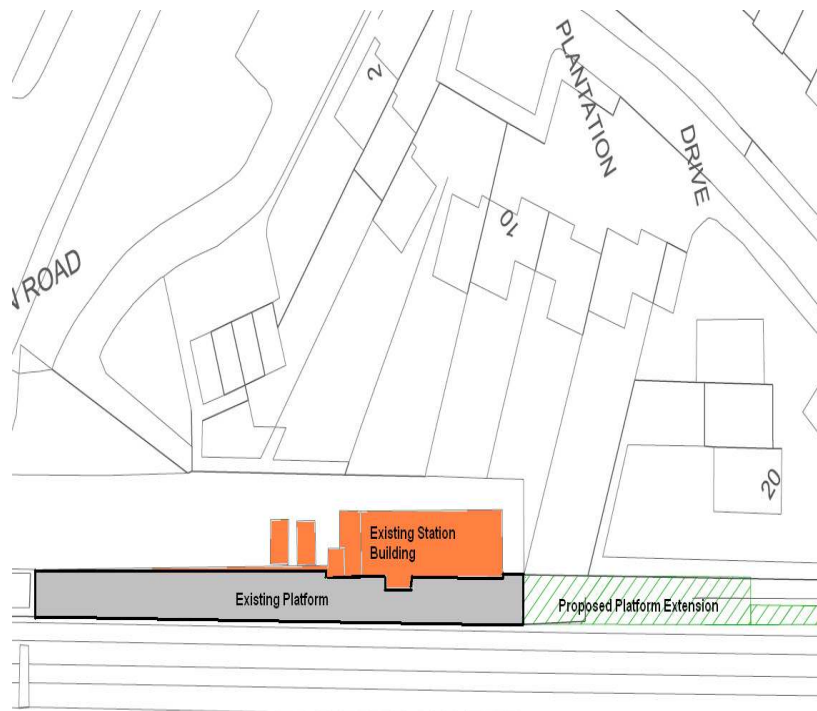 2
PLANTATION
DRIVE
10
ROAD
20
Existing Station
Building
Existing Platform
Proposed Platform Extension